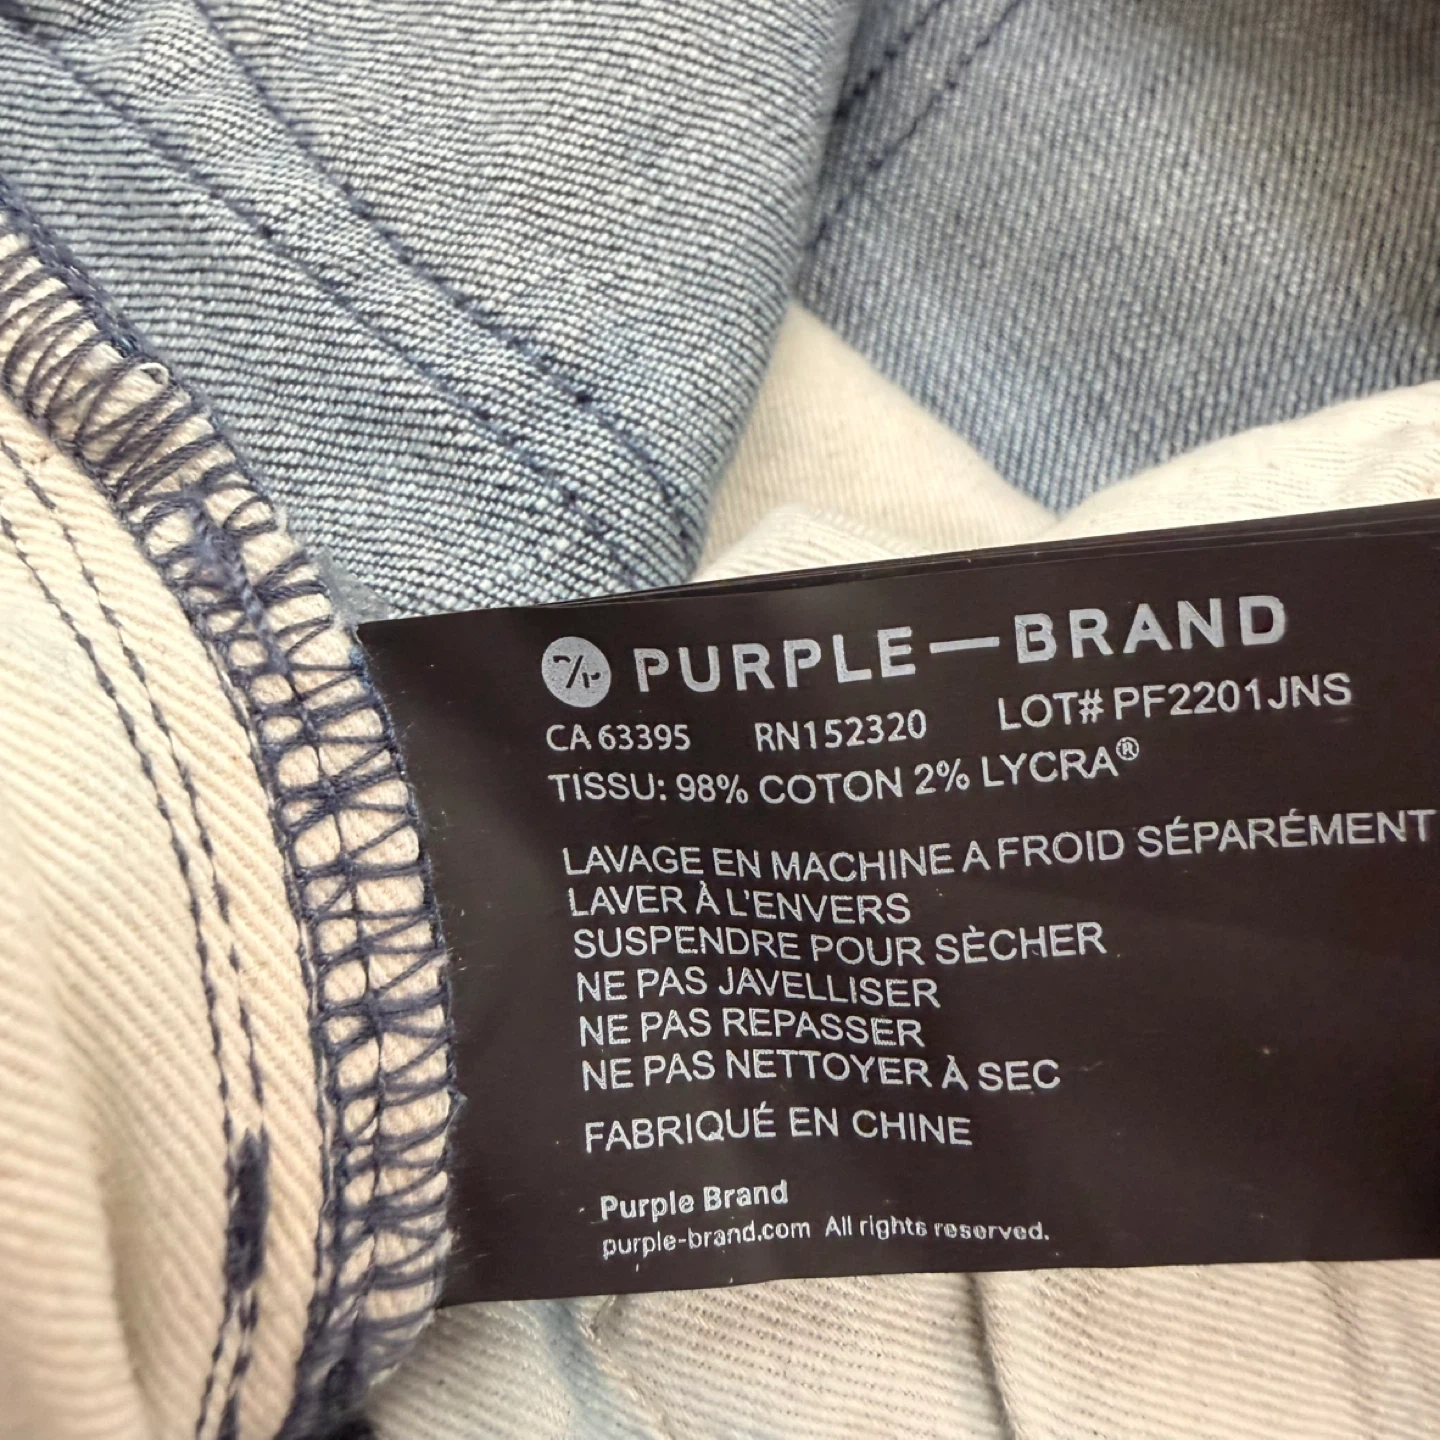 PURPLE—BRAND
CA 63395 RN152320 LOT# PF2201JNS
TISSU: 98% COTON 2% LYCRA®
LAVAGE EN MACHINE A FROID SÉPARÉMENT
LAVER À L'ENVERS
SUSPENDRE POUR SÈCHER
NE PAS JAVELLISER
NE PAS REPASSER
NE PAS NETTOYER À SEC
FABRIQUÉ EN CHINE
Purple Brand
purple-brand.com All rights reserved.